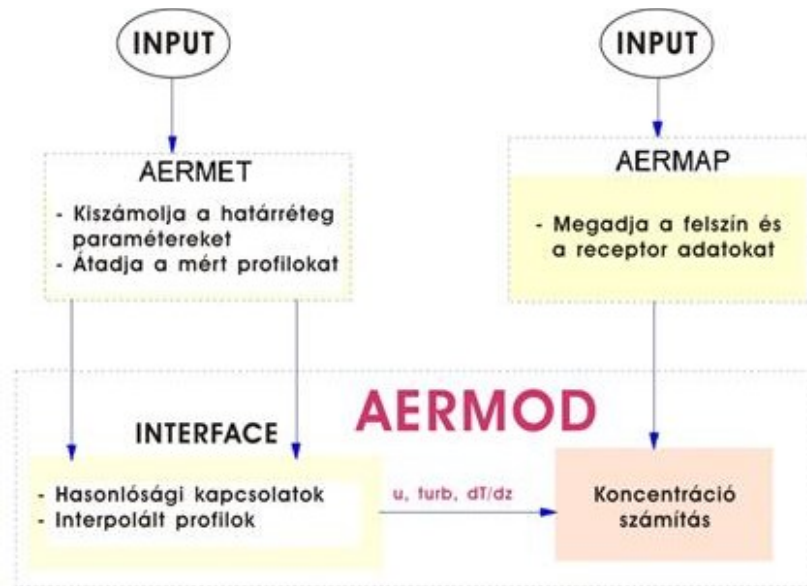 INPUT
INPUT
AERMET
- Kiszámolja a határréteg
paramétereket
- Átadja a mért profilokat
AERMAP
- Megadja a felszín és
a receptor adatokat
AERMOD
INTERFACE
- Hasonlósági kapcsolatok
- Interpolált profilok
u, turb, dT/dz
Koncentráció
számítás